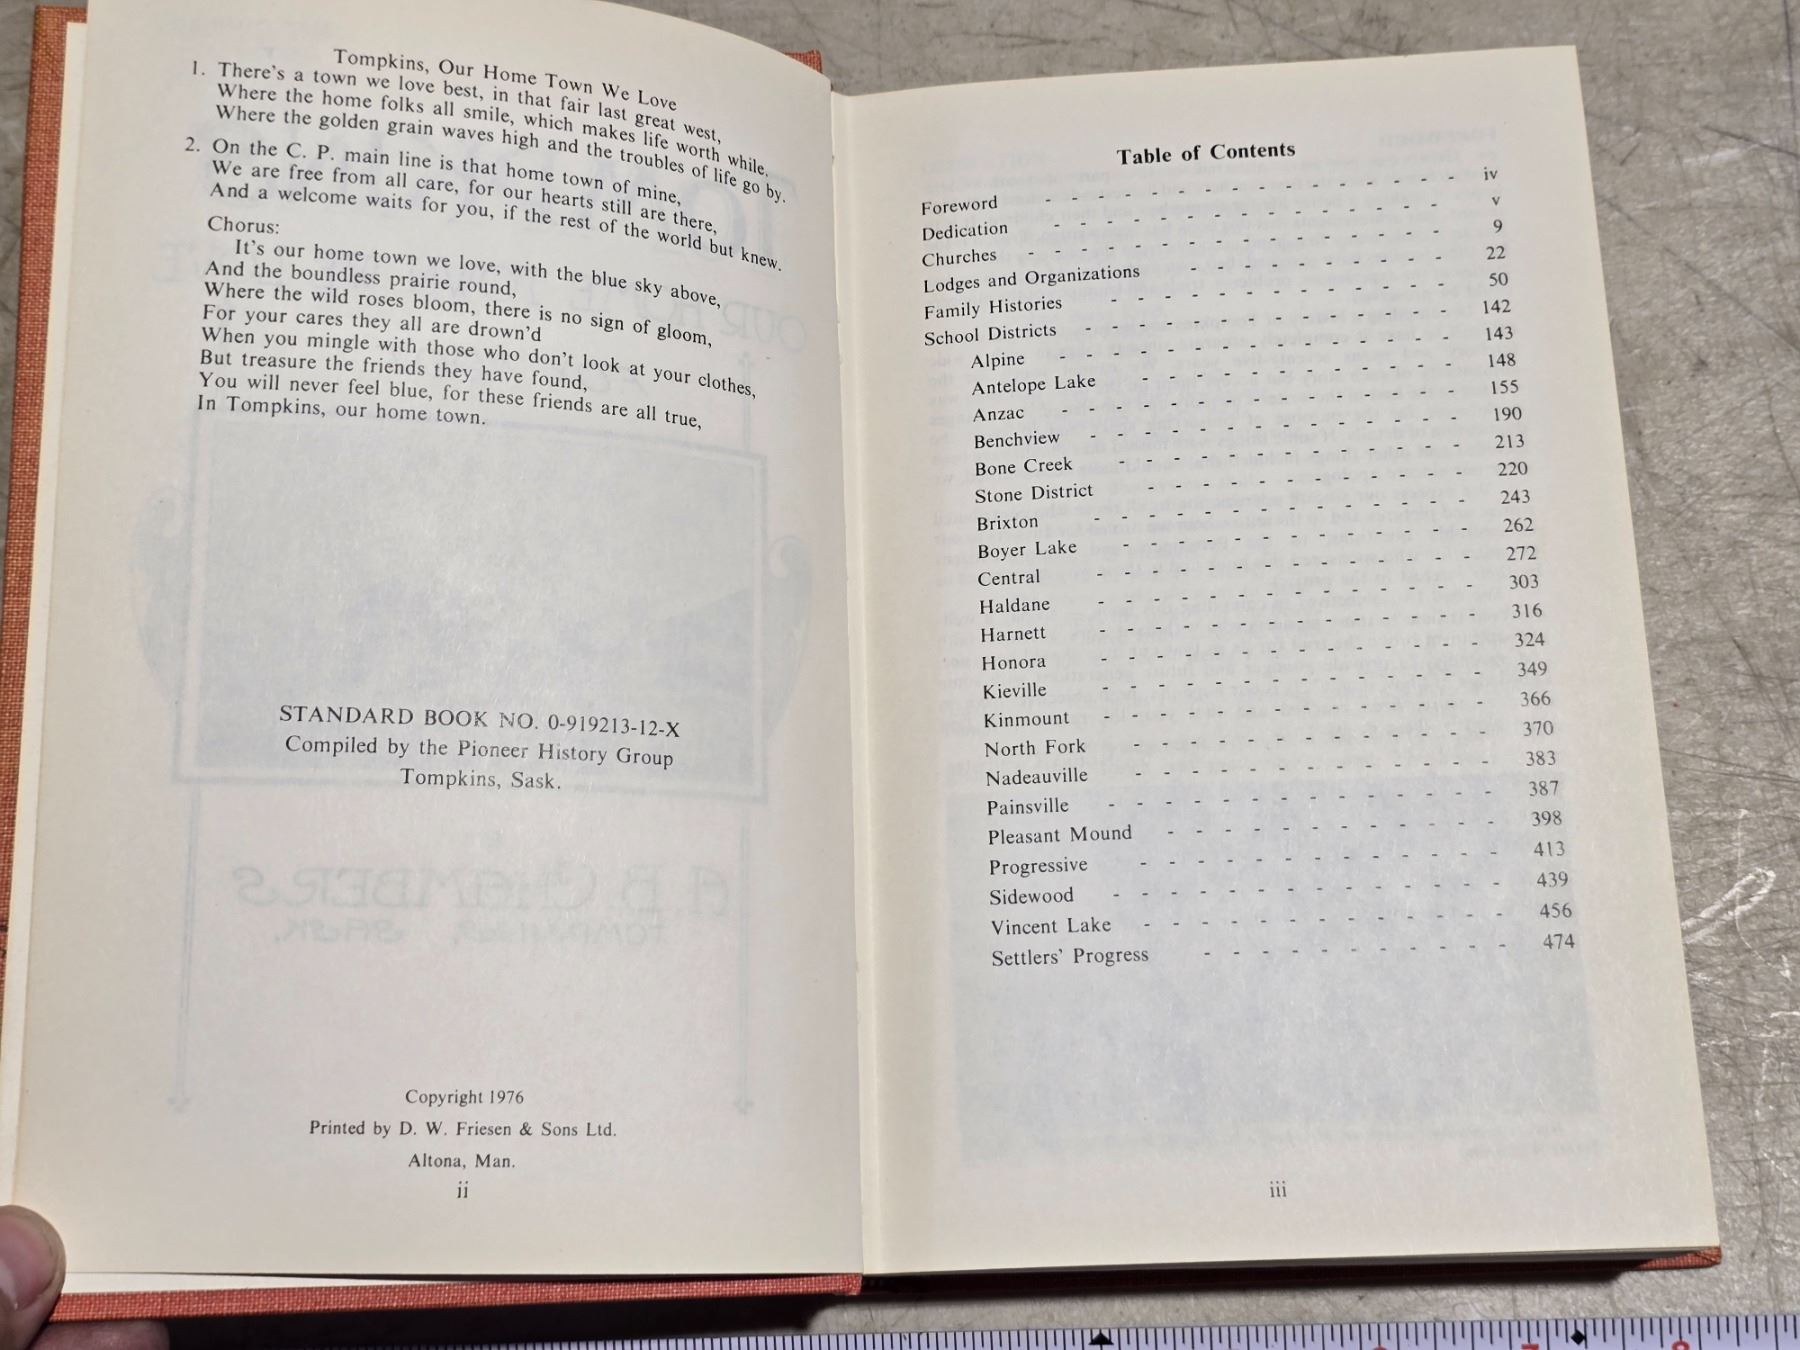 Tompkins, Our Home Town We Love
1. There's a town we love best, in that fair last great west,
Where the home folks all smile, which makes life worth while.
Where the golden grain waves high and the troubles of life go by.
2. On the C. P. main line is that home town of mine,
We are free from all care, for our hearts still are there,
And a welcome waits for you, if the rest of the world but knew.
Chorus:
It's our home town we love, with the blue sky above,
And the boundless prairie round,
Where the wild roses bloom, there is no sign of gloom,
For your cares they all are drown'd
When you mingle with those who don't look at your clothes,
But treasure the friends they have found,
You will never feel blue, for these friends are all true,
In Tompkins, our home town.
STANDARD BOOK NO. 0-919213-12-X
Compiled by the Pioneer History Group
Tompkins, Sask.
Copyright 1976
Printed by D. W. Friesen & Sons Ltd.
Altona, Man.
ii
Table of Contents
Foreword - - - - - - - - - - - - - - - iv
Dedication - - - - - - - - - - - - - - v
Churches - - - - - - - - - - - - - - - 9
Lodges and Organizations - - - - - - - - - - 22
Family Histories - - - - - - - - - - - - 50
School Districts - - - - - - - - - - - - - 142
Alpine - - - - - - - - - - - - - - 143
Antelope Lake - - - - - - - - - - - 148
Anzac - - - - - - - - - - - - - - 155
Benchview - - - - - - - - - - - - - 190
Bone Creek - - - - - - - - - - - - 213
Stone District - - - - - - - - - - - 220
Brixton - - - - - - - - - - - - - 243
Boyer Lake - - - - - - - - - - - - 262
Central - - - - - - - - - - - - - 272
Haldane - - - - - - - - - - - - - 303
Harnett - - - - - - - - - - - - - 316
Honora - - - - - - - - - - - - - 324
Kieville - - - - - - - - - - - - - 349
Kinmount - - - - - - - - - - - - - 366
North Fork - - - - - - - - - - - - 370
Nadeauville - - - - - - - - - - - - 383
Painsville - - - - - - - - - - - - - 387
Pleasant Mound - - - - - - - - - - - 398
Progressive - - - - - - - - - - - - 413
Sidewood - - - - - - - - - - - - - 439
Vincent Lake - - - - - - - - - - - - 456
Settlers' Progress - - - - - - - - - - 474
iii